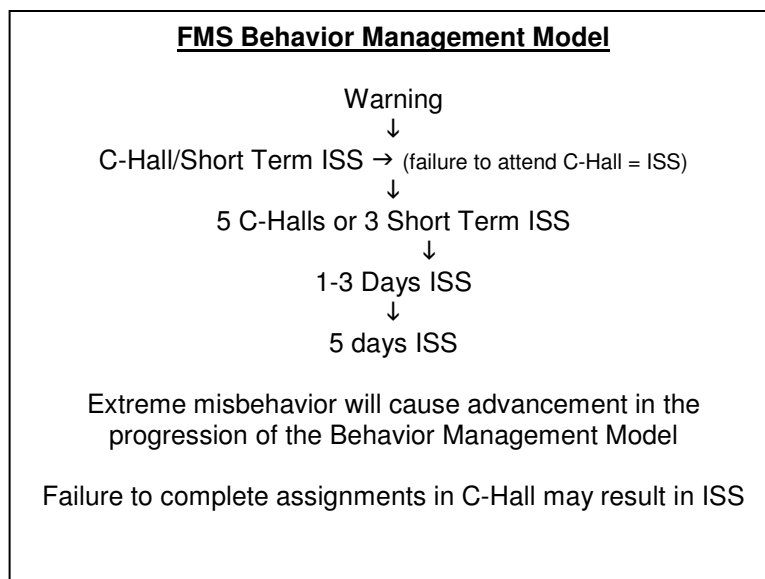 FMS Behavior Management Model
Warning
↓
C-Hall/Short Term ISS → (failure to attend C-Hall = ISS)
↓
5 C-Halls or 3 Short Term ISS
↓
1-3 Days ISS
↓
5 days ISS
Extreme misbehavior will cause advancement in the
progression of the Behavior Management Model
Failure to complete assignments in C-Hall may result in ISS